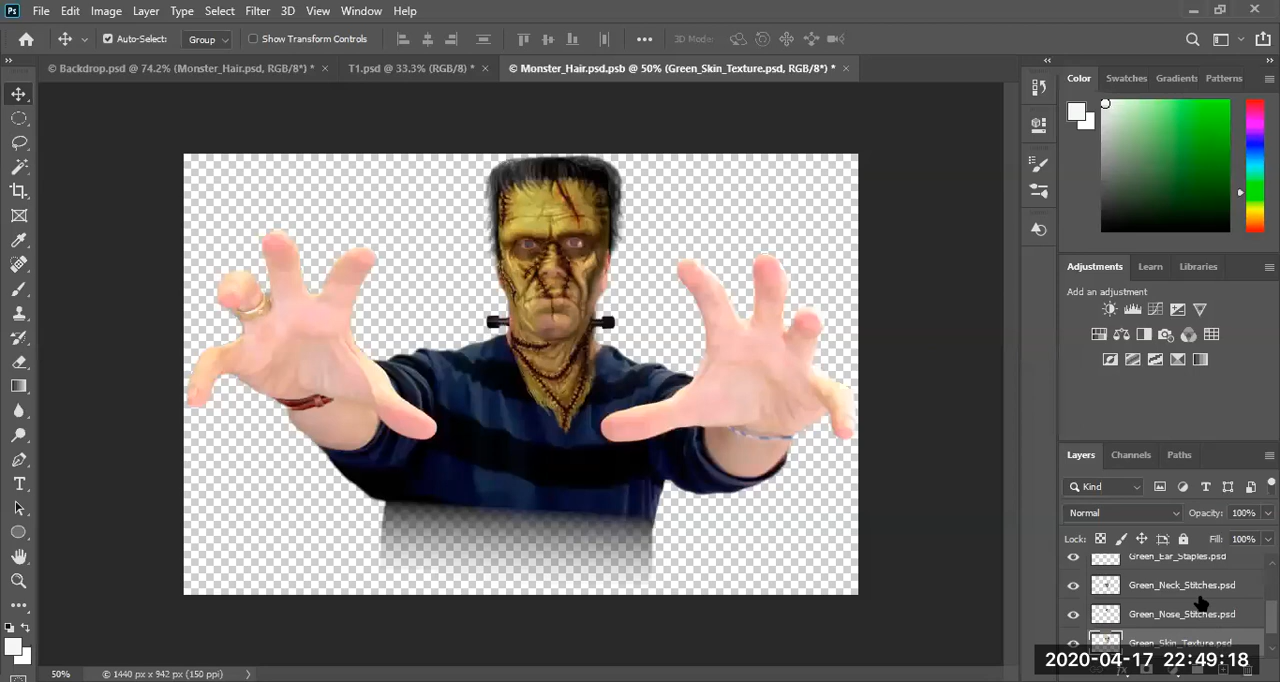 Ps File Edit Image Layer Type Select Filter 3D View Window Help
Auto-Select: Group Show Transform Controls 3D Mode:
© Backdrop.psd @ 74.2% (Monster_Hair.psd, RGB/8*) * × T1.psd @ 33.3% (RGB/8) * × © Monster_Hair.psd.psb @ 50% (Green_Skin_Texture.psd, RGB/8*) * ×
Color Swatches Gradients Patterns
Adjustments Learn Libraries
Add an adjustment
Layers Channels Paths
Kind
Normal Opacity: 100%
Lock: Fill: 100%
Green_Ear_Staples.psd
Green_Neck_Stitches.psd
Green_Nose_Stitches.psd
Green_Skin_Texture.psd
2020-04-17 22:49:18
50% © 1440 px x 942 px (150 ppi)